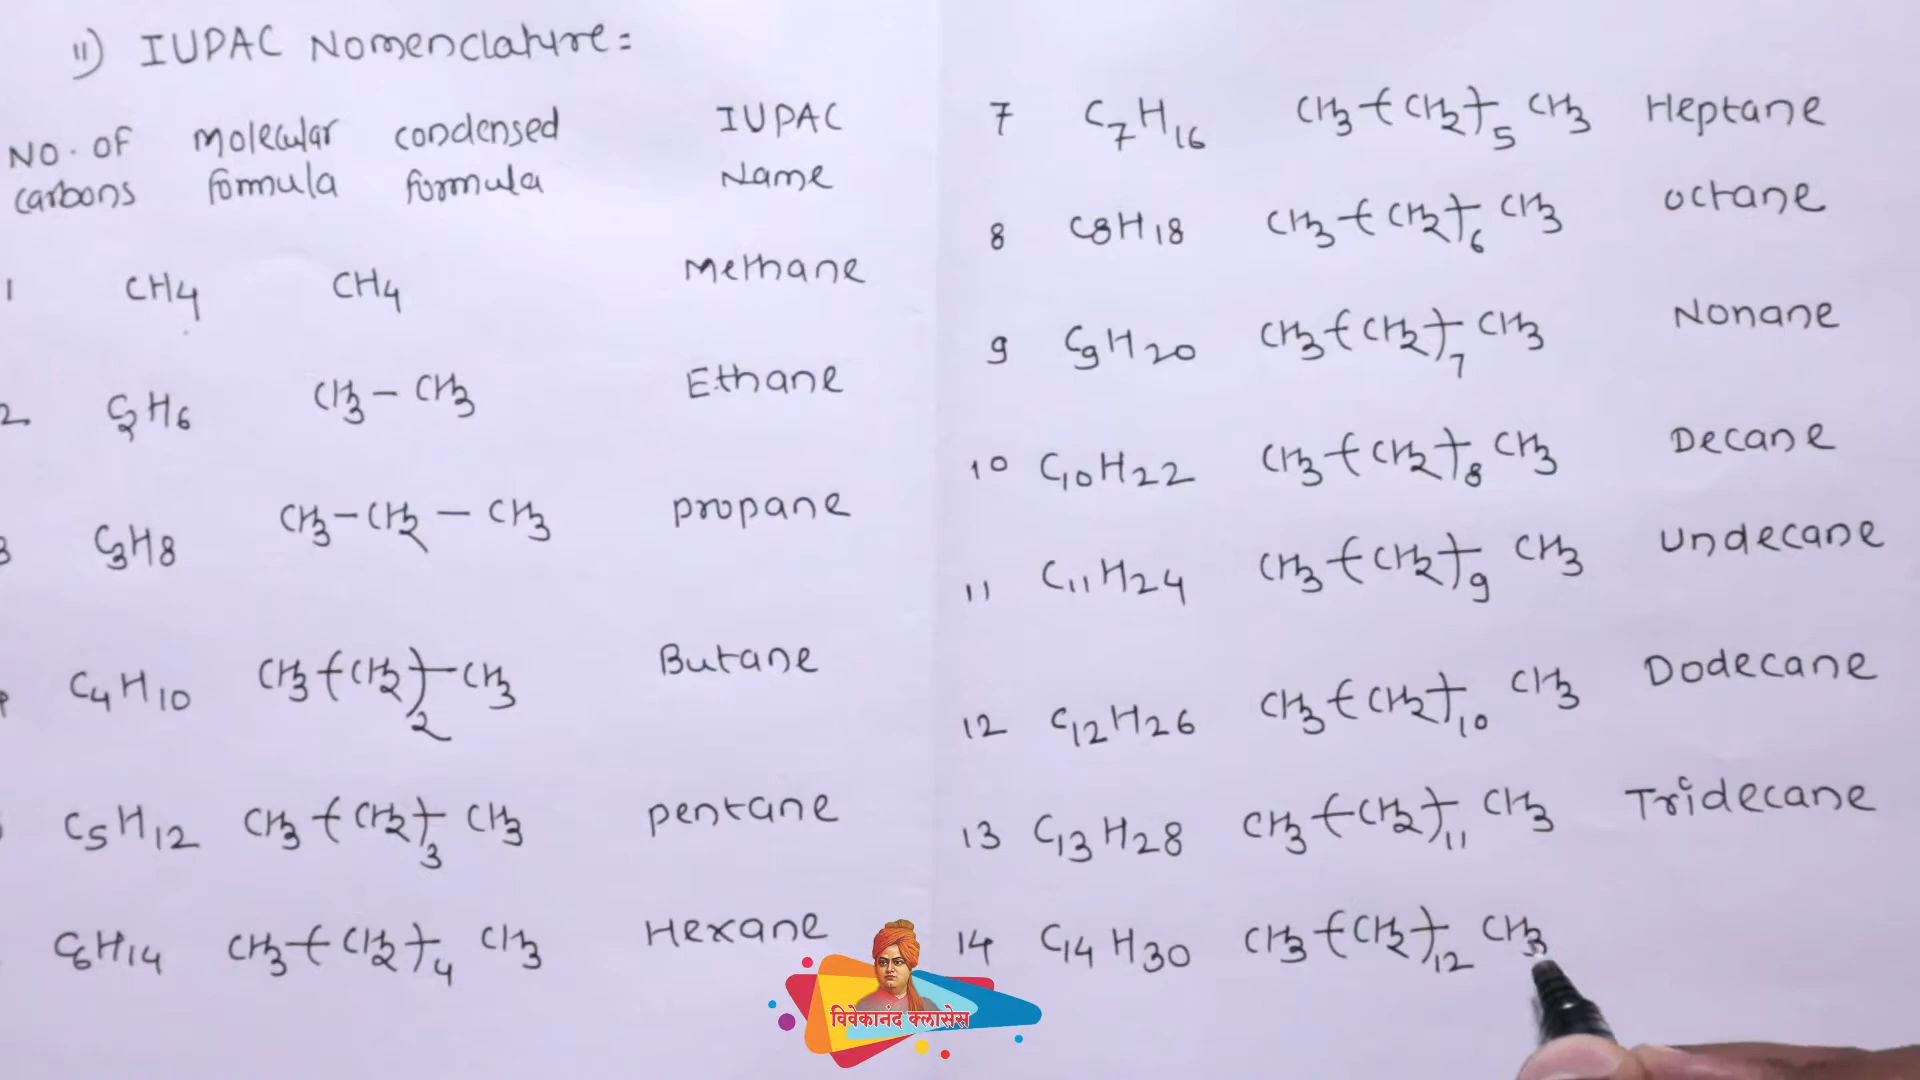 11) IUPAC Nomenclature:
NO. OF carbons molecular formula condensed formula IUPAC Name
1 CH4 CH4 Methane
2 C2H6 CH3-CH3 Ethane
3 C3H8 CH3-CH2-CH3 propane
C4H10 CH3-(CH2)2-CH3 Butane
C5H12 CH3-(CH2)3-CH3 pentane
C6H14 CH3-(CH2)4-CH3 Hexane
7 C7H16 CH3-(CH2)5-CH3 Heptane
8 C8H18 CH3-(CH2)6-CH3 octane
9 C9H20 CH3-(CH2)7-CH3 Nonane
10 C10H22 CH3-(CH2)8-CH3 Decane
11 C11H24 CH3-(CH2)9-CH3 Undecane
12 C12H26 CH3-(CH2)10-CH3 Dodecane
13 C13H28 CH3-(CH2)11-CH3 Tridecane
14 C14H30 CH3-(CH2)12-CH3
विवेकानंद क्लासेस